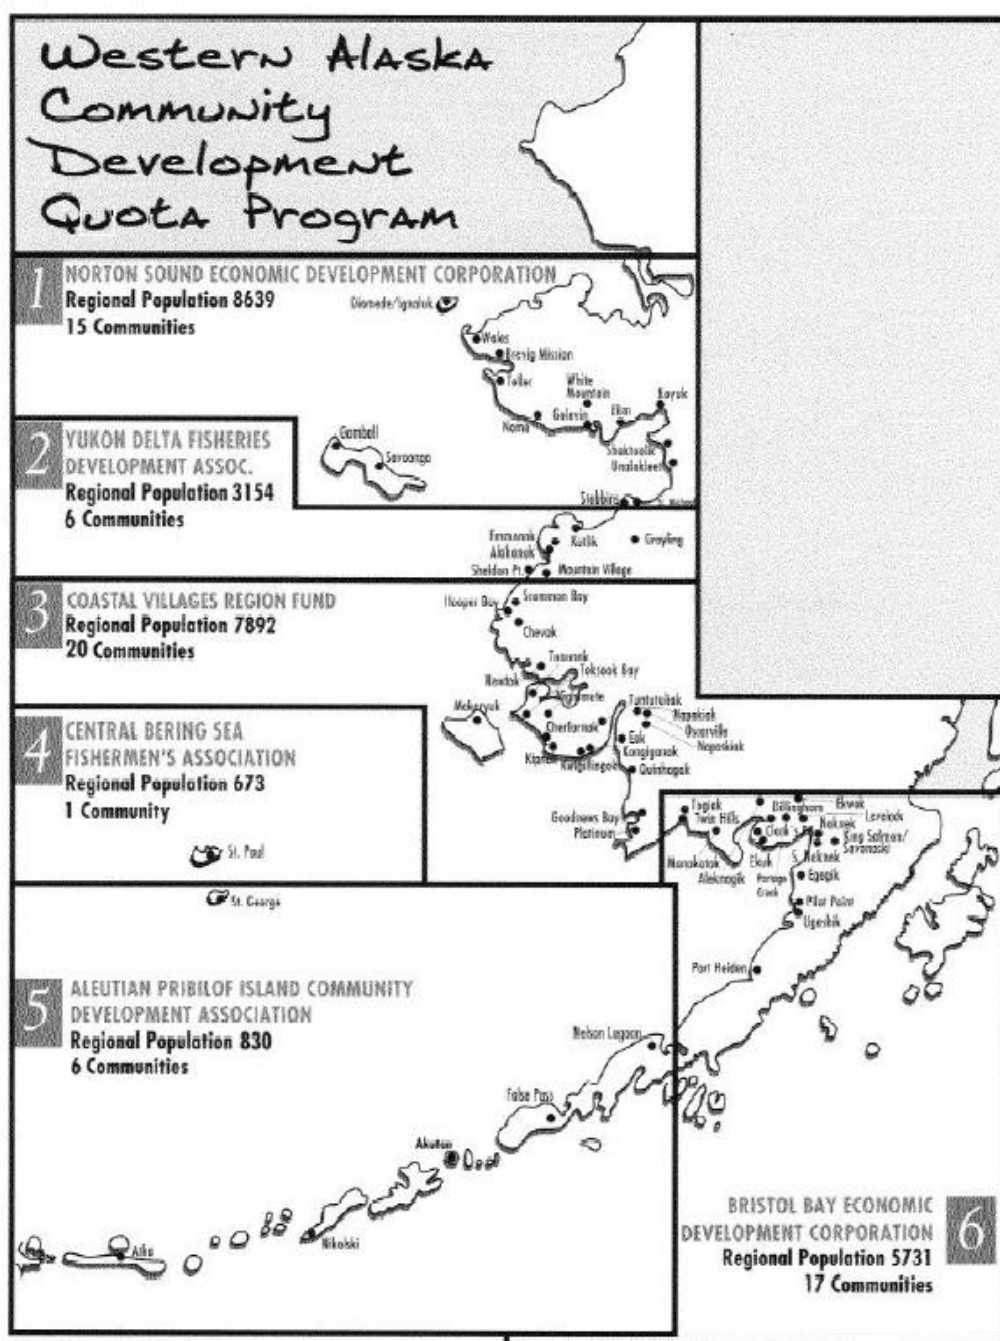 Western Alaska
Community
Development
Quota Program
1
NORTON SOUND ECONOMIC DEVELOPMENT CORPORATION
Regional Population 8639
15 Communities
Diomede/Ignaluk
Wales
Brevig Mission
Teller
White
Mountain
Koyuk
Nome
Golovin
Elim
Shaktoolik
Unalakleet
Gambell
Savoonga
Stebbins
2
YUKON DELTA FISHERIES
DEVELOPMENT ASSOC.
Regional Population 3154
6 Communities
Emmonak
Kotlik
Grayling
Alakanuk
Sheldon Pt.
Mountain Village
3
COASTAL VILLAGES REGION FUND
Regional Population 7892
20 Communities
Hooper Bay
Scammon Bay
Chevak
Tununak
Toksook Bay
Newtok
Nightmute
Mekoryuk
Tuntutuliak
Napakiak
Oscarville
Napaskiak
Chefornak
Eek
Kipnuk
Kongiganak
Kwigillingok
Quinhagak
Goodnews Bay
Platinum
4
CENTRAL BERING SEA
FISHERMEN'S ASSOCIATION
Regional Population 673
1 Community
St. Paul
St. George
5
ALEUTIAN PRIBILOF ISLAND COMMUNITY
DEVELOPMENT ASSOCIATION
Regional Population 830
6 Communities
Nelson Lagoon
False Pass
Akutan
Nikolski
Atka
Togiak
Twin Hills
Dillingham
Ekwok
Levelock
Clark's
Naknek
King Salmon/
Savonoski
Manakotak
Aleknagik
Ekuk
Portage
Creek
S. Naknek
Egegik
Pilot Point
Ugashik
Port Heiden
BRISTOL BAY ECONOMIC
DEVELOPMENT CORPORATION
Regional Population 5731
17 Communities
6